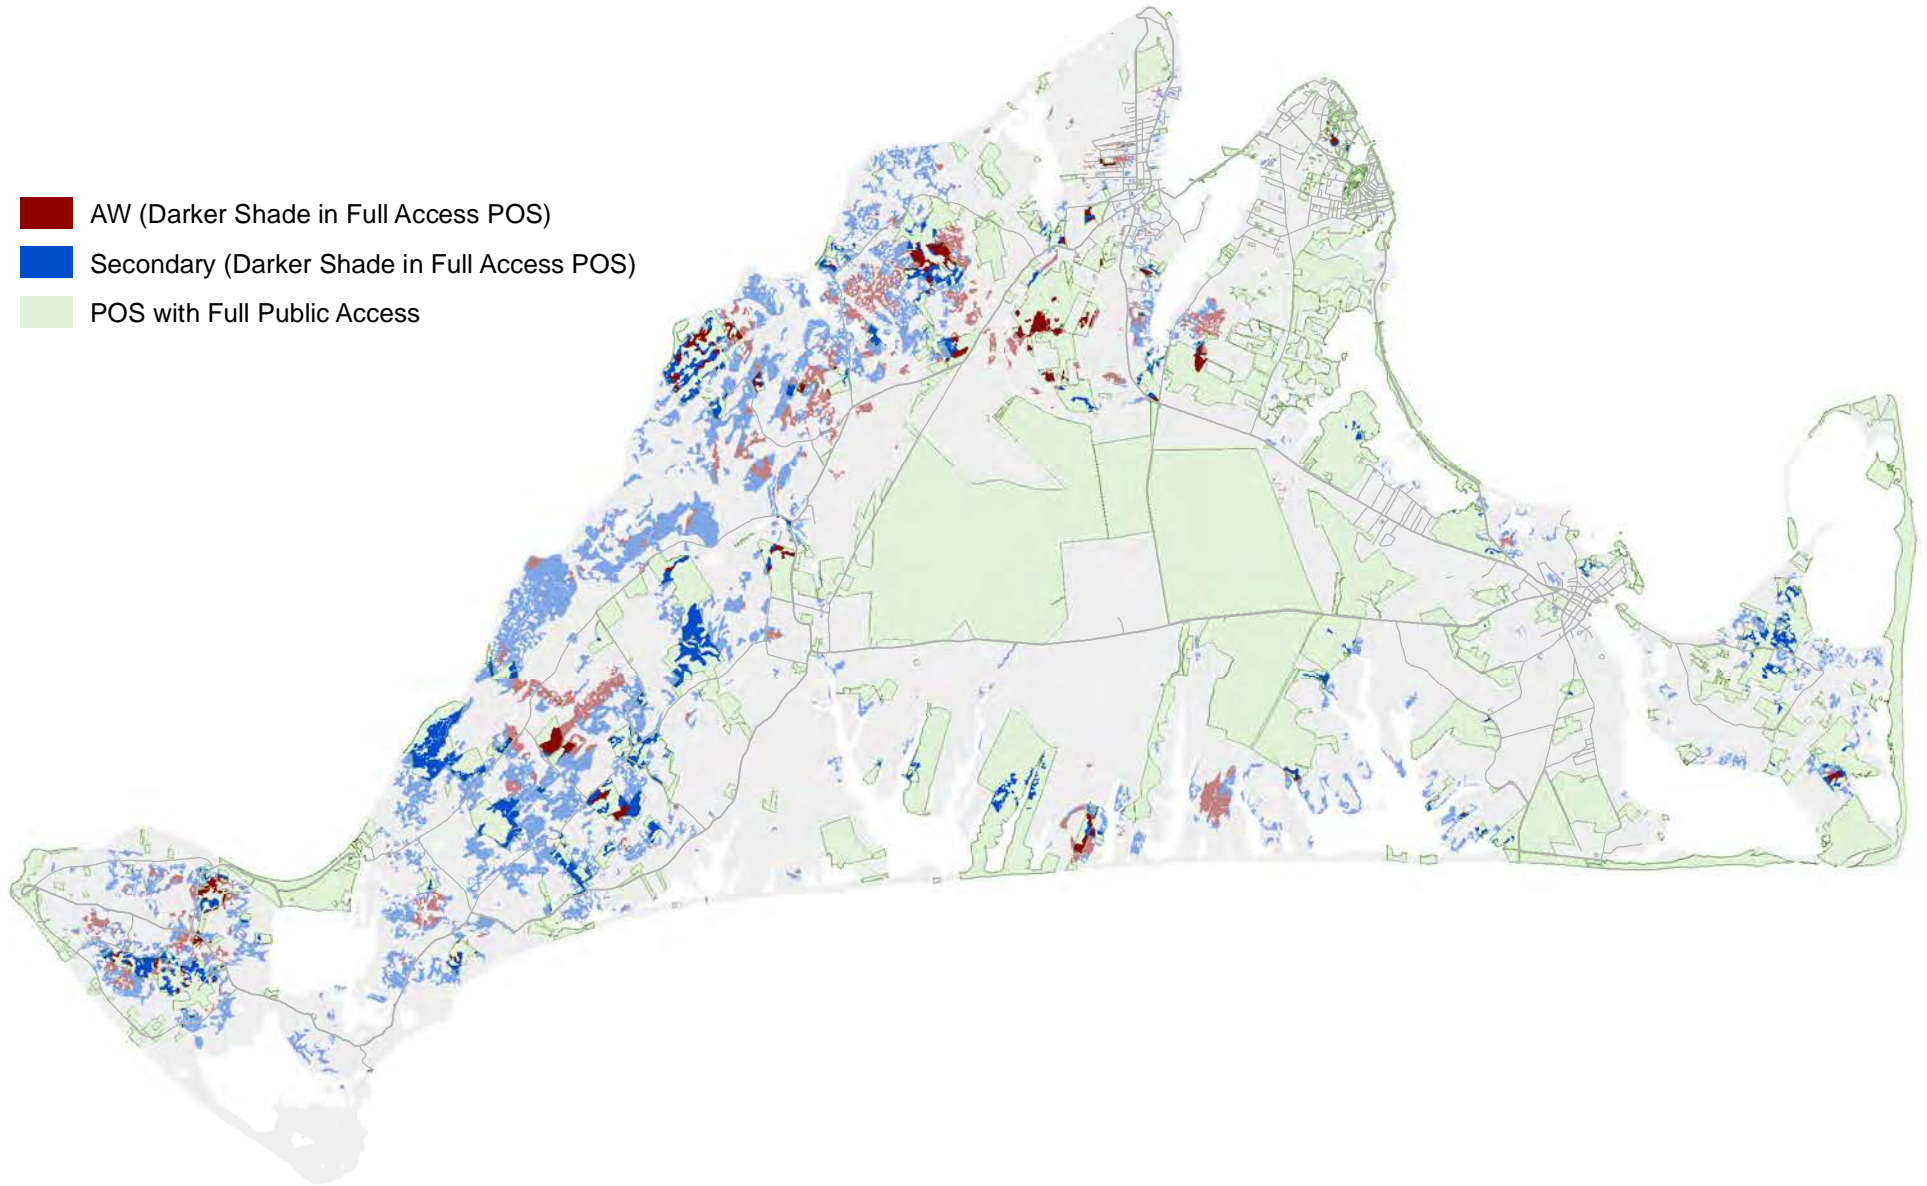 AW (Darker Shade in Full Access POS)
Secondary (Darker Shade in Full Access POS)
POS with Full Public Access